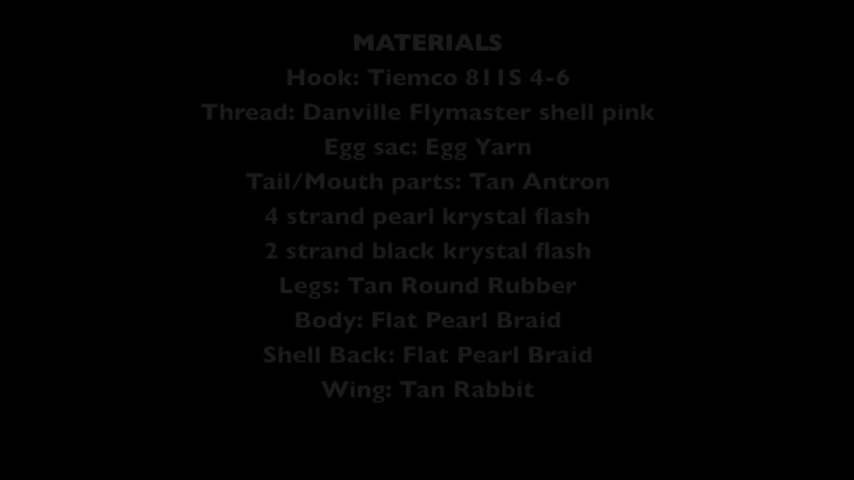 MATERIALS
Hook: Tiemco 811S 4-6
Thread: Danville Flymaster shell pink
Egg sac: Egg Yarn
Tail/Mouth parts: Tan Antron
4 strand pearl krystal flash
2 strand black krystal flash
Legs: Tan Round Rubber
Body: Flat Pearl Braid
Shell Back: Flat Pearl Braid
Wing: Tan Rabbit